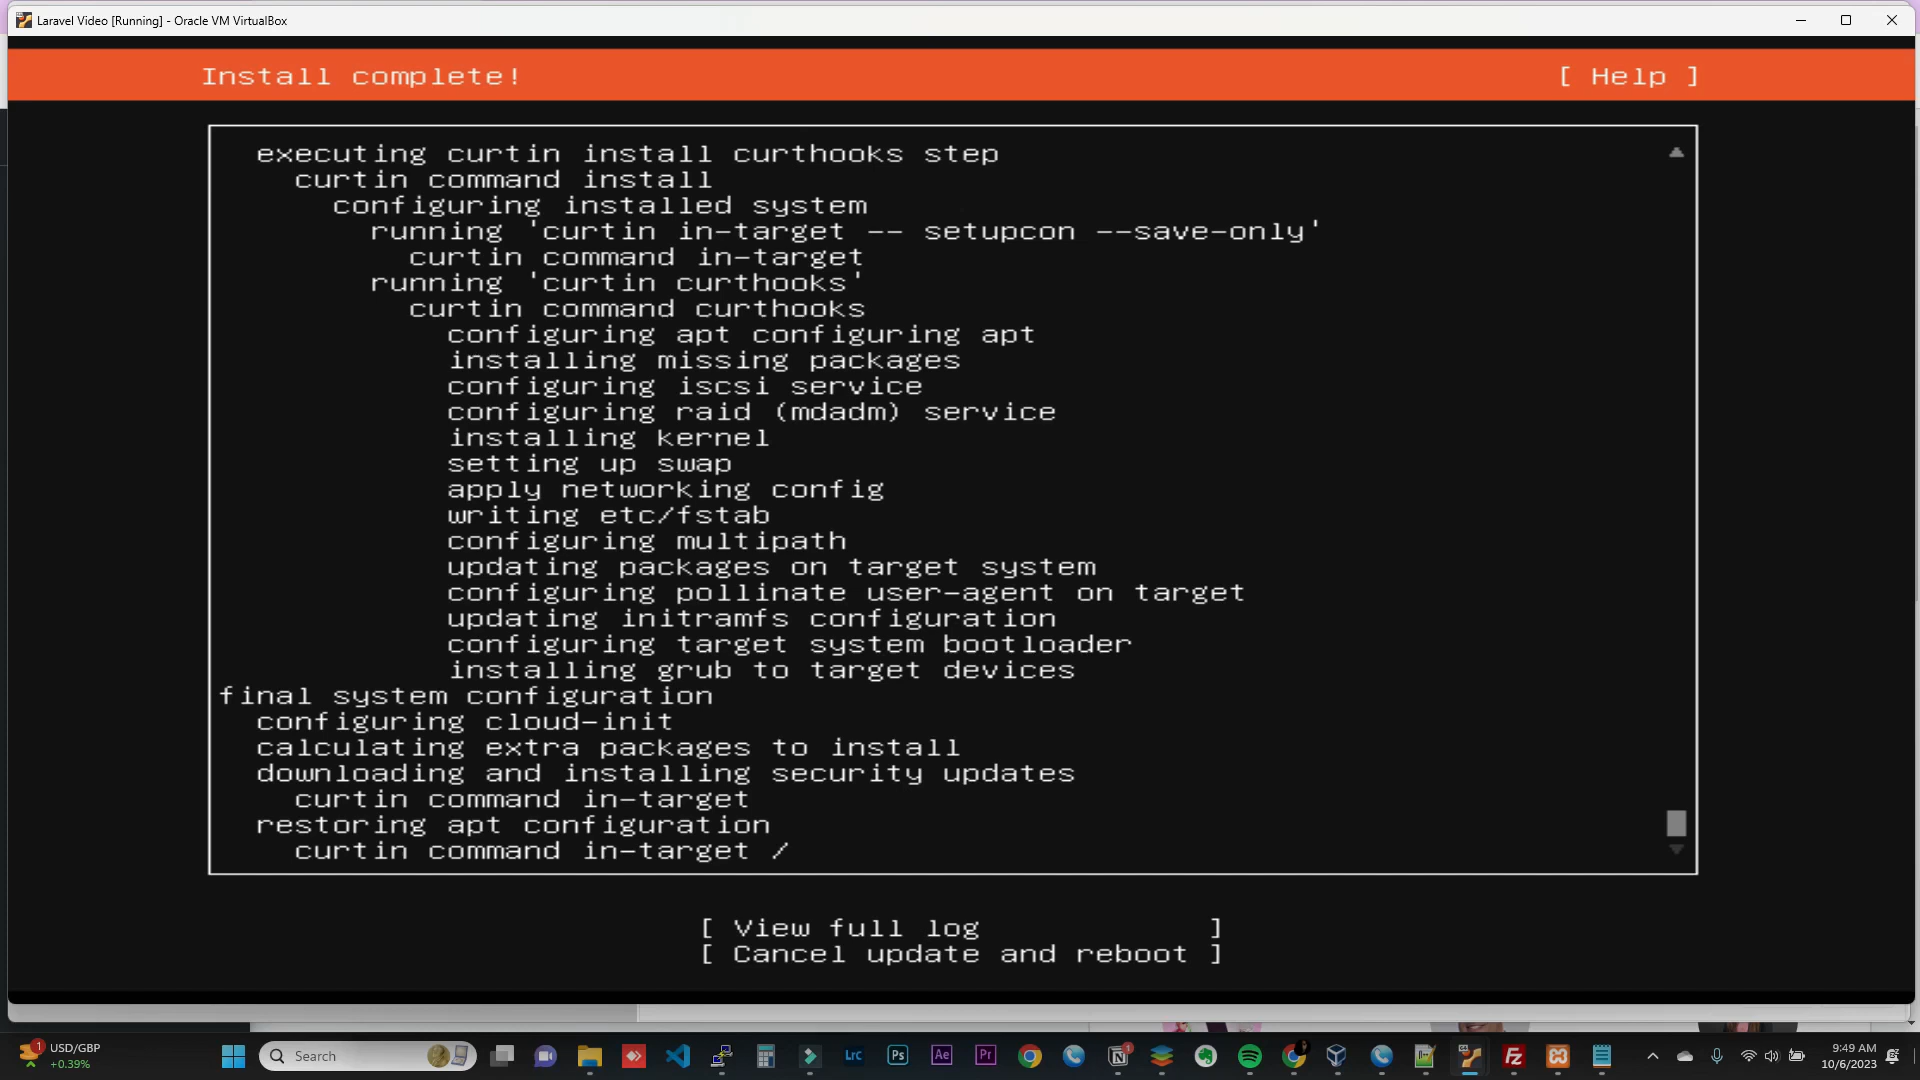 Laravel Video [Running] - Oracle VM VirtualBox
Install complete!
[ Help ]
executing curtin install curthooks step
curtin command install
configuring installed system
running 'curtin in-target -- setupcon --save-only'
curtin command in-target
running 'curtin curthooks'
curtin command curthooks
configuring apt configuring apt
installing missing packages
configuring iscsi service
configuring raid (mdadm) service
installing kernel
setting up swap
apply networking config
writing etc/fstab
configuring multipath
updating packages on target system
configuring pollinate user-agent on target
updating initramfs configuration
configuring target system bootloader
installing grub to target devices
final system configuration
configuring cloud-init
calculating extra packages to install
downloading and installing security updates
curtin command in-target
restoring apt configuration
curtin command in-target /
[ View full log ]
[ Cancel update and reboot ]
1
USD/GBP
+0.39%
Search
Lrc
Ps
Ae
Pr
1
9:49 AM
10/6/2023